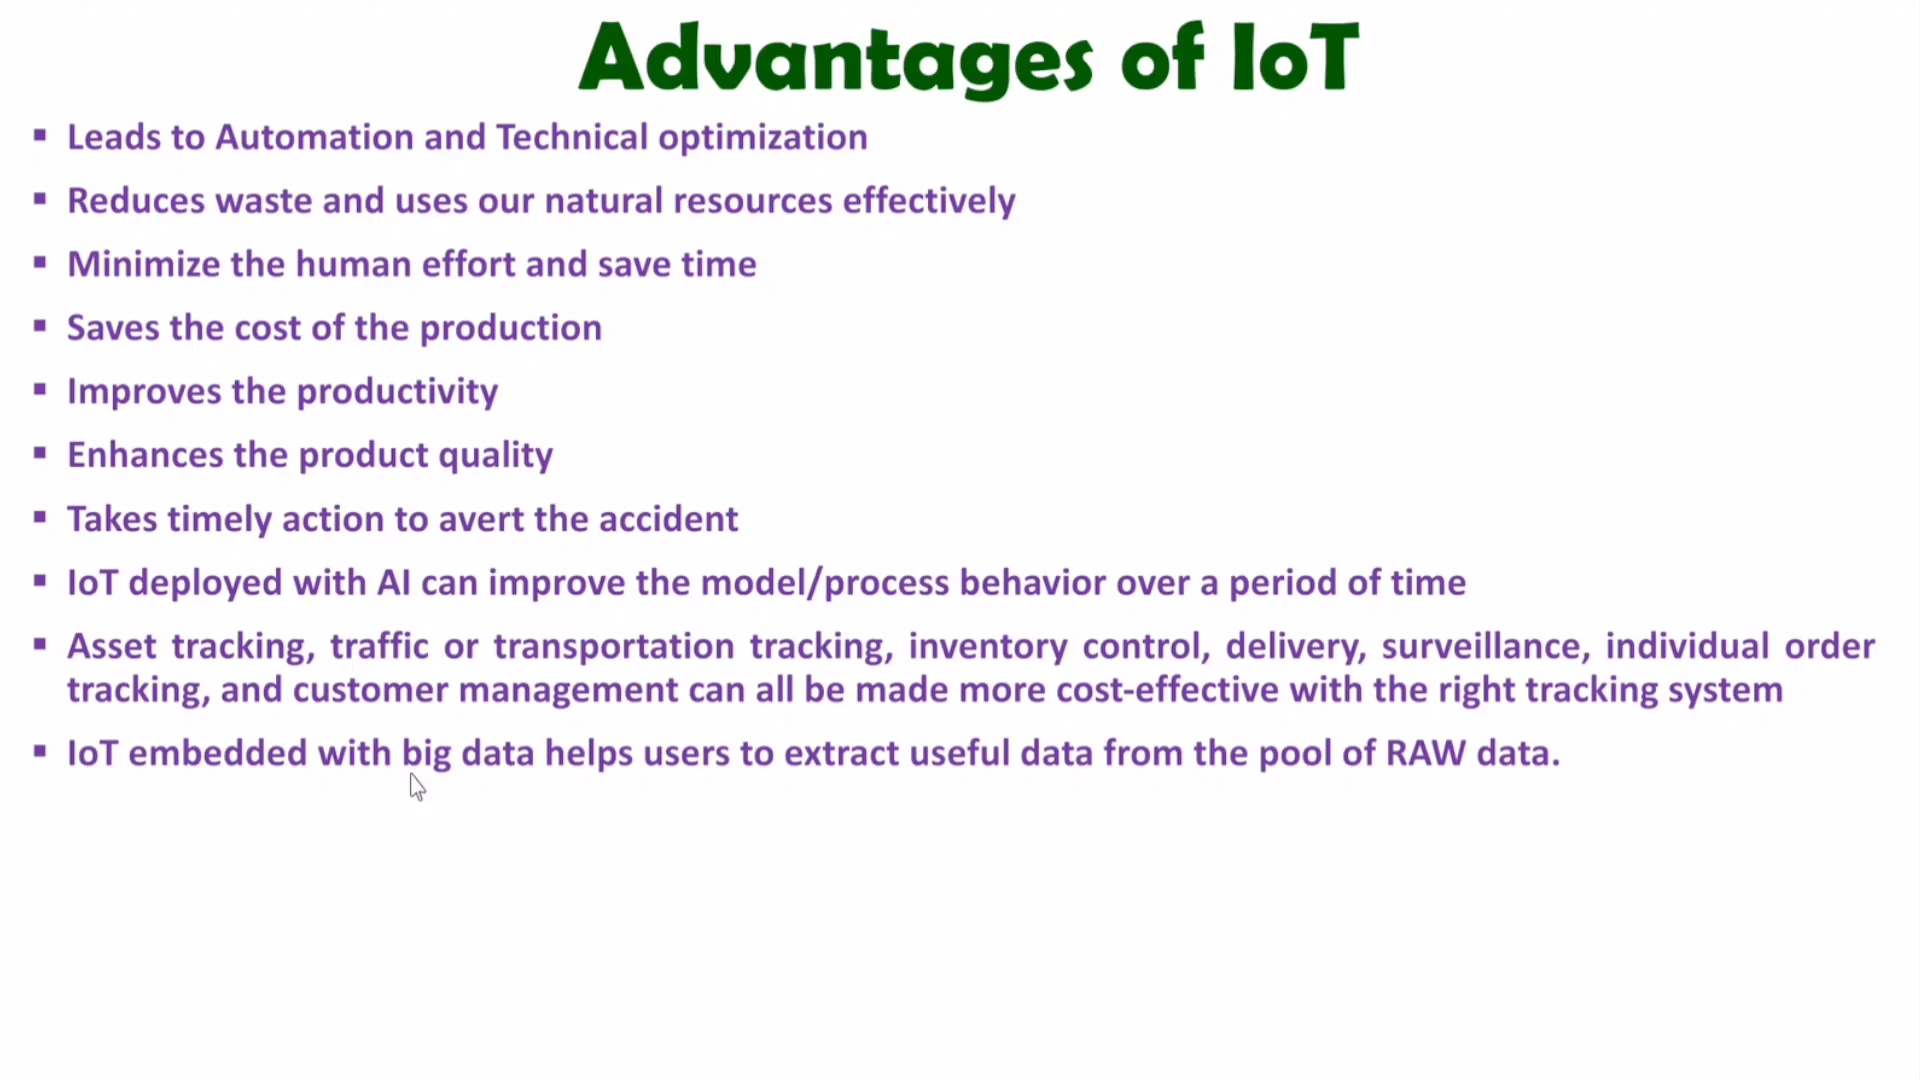 Advantages of IoT
▪ Leads to Automation and Technical optimization
▪ Reduces waste and uses our natural resources effectively
▪ Minimize the human effort and save time
▪ Saves the cost of the production
▪ Improves the productivity
▪ Enhances the product quality
▪ Takes timely action to avert the accident
▪ IoT deployed with AI can improve the model/process behavior over a period of time
▪ Asset tracking, traffic or transportation tracking, inventory control, delivery, surveillance, individual order
tracking, and customer management can all be made more cost-effective with the right tracking system
▪ IoT embedded with big data helps users to extract useful data from the pool of RAW data.